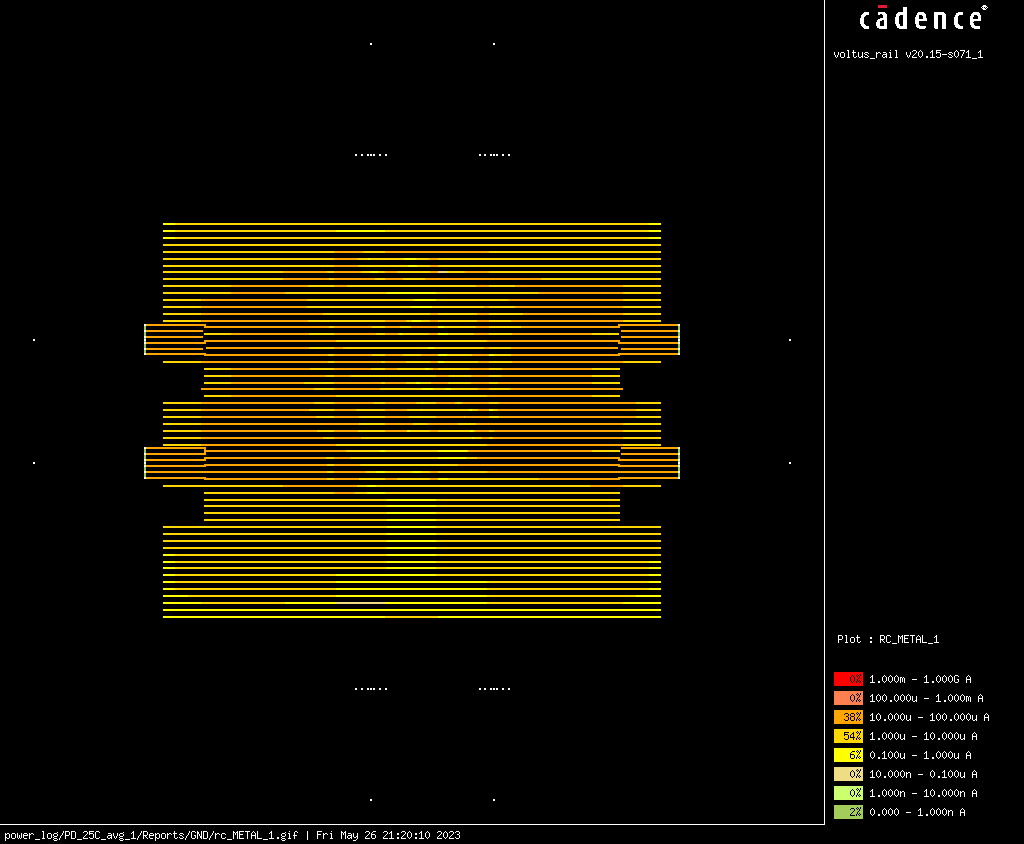 cādence®
voltus_rail v20.15-s071_1
Plot : RC_METAL_1
0% 1.000m - 1.000G A
0% 100.000u - 1.000m A
38% 10.000u - 100.000u A
54% 1.000u - 10.000u A
6% 0.100u - 1.000u A
0% 10.000n - 0.100u A
0% 1.000n - 10.000n A
2% 0.000 - 1.000n A
power_log/PD_25C_avg_1/Reports/GND/rc_METAL_1.gif | Fri May 26 21:20:10 2023